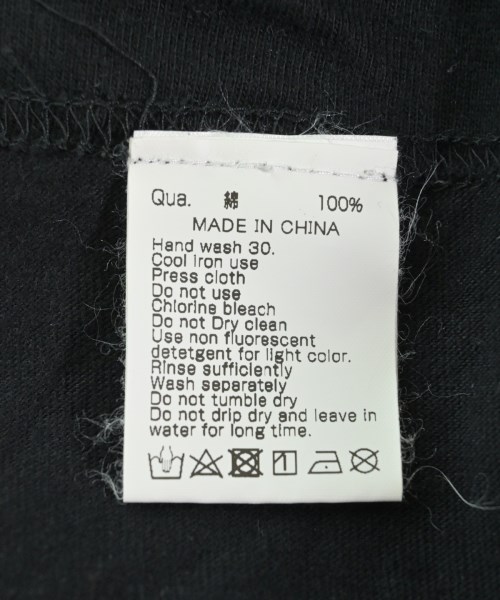 Qua. 綿 100%
MADE IN CHINA
Hand wash 30.
Cool iron use
Press cloth
Do not use
Chlorine bleach
Do not Dry clean
Use non fluorescent
detetgent for light color.
Rinse sufficiently
Wash separately
Do not tumble dry
Do not drip dry and leave in
water for long time.